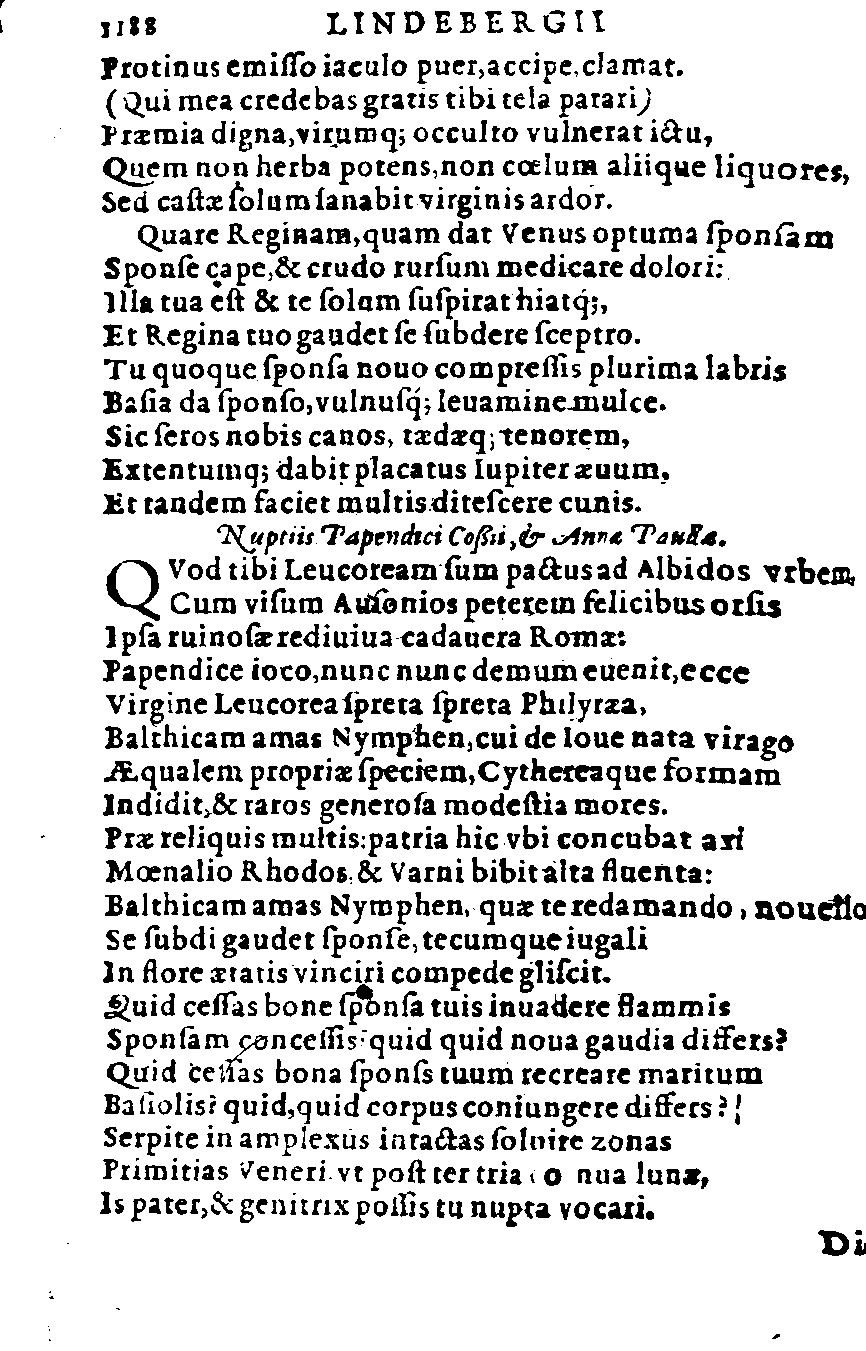 1188 LINDEBERGII
Protinus emiſſo iaculo puer, accipe, clamat.
(Qui mea credebas gratis tibi tela parari)
Præmia digna, virumq; occulto vulnerat ictu,
Quem non herba potens, non cœlum aliique liquores,
Sed caſtæ ſolum ſanabit virginis ardor.
Quare Reginam, quam dat Venus optuma ſponſam
Sponſe cape, & crudo rurſum medicare dolori:
Illa tua eſt & te ſolum ſuſpirat hiatq́;,
Et Regina tuo gaudet ſe ſubdere ſceptro.
Tu quoque ſponſa nouo compreſſis plurima labris
Baſia da ſponſo, vulnuſq́; leuamine mulce.
Sic ſeros nobis canos, tædæq; tenorem,
Extentumq; dabit placatus Iupiter æuum,
Et tandem faciet multis diteſcere cunis.
Nuptiis Papendici Coſſii, & Annæ Paullæ.
QVod tibi Leucoream ſum pactus ad Albidos vrbem,
Cum viſum Auſonios peterem felicibus orſis
Ipſa ruinoſæ rediuiua cadauera Romæ:
Papendice ioco, nunc nunc demum euenit, ecce
Virgine Leucorea ſpreta ſpreta Philyræa,
Balthicam amas Nymphen, cui de Ioue nata virago
Æqualem propriæ ſpeciem, Cythereaque formam
Indidit, & raros generoſa modeſtia mores.
Præ reliquis multis: patria hic vbi concubat ari
Mœnalio Rhodos, & Varni bibit alta fluenta:
Balthicam amas Nymphen, quæ te redamando, nouello
Se ſubdi gaudet ſponſe, tecumque iugali
In flore ætatis vinciri compede gliſcit.
Quid ceſſas bone ſponſa tuis inuadere flammis
Sponſam conceſſis: quid quid noua gaudia differs?
Quid ceſſas bona ſponſs tuum recreare maritum
Baſiolis? quid, quid corpus coniungere differs?
Serpite in amplexus intactas ſoluire zonas
Primitias Veneri vt poſt ter tria nua lunæ,
Is pater, & genitrix poſſis tu nupta vocari.
Di